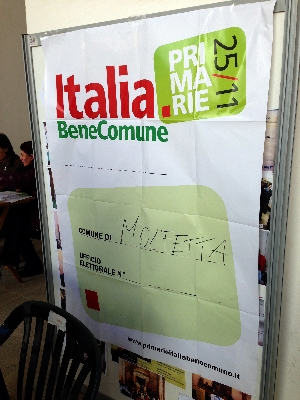 Italia.
BeneComune
PRI
MA
RIE
25/11
COMUNE DI MOLFETTA
UFFICIO
ELETTORALE N°
www.primarieitaliabenecomune.it